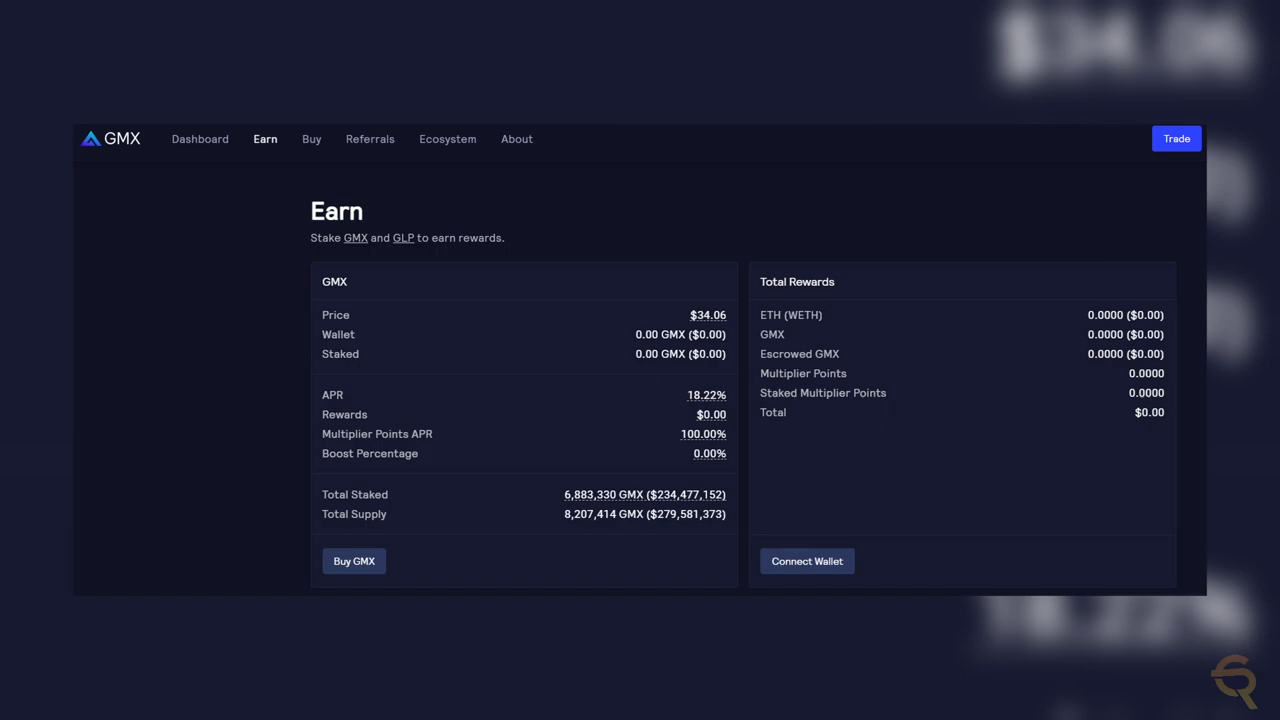 $34.06
GMX Dashboard Earn Buy Referrals Ecosystem About Trade
Earn
Stake GMX and GLP to earn rewards.
GMX
Price $34.06
Wallet 0.00 GMX ($0.00)
Staked 0.00 GMX ($0.00)
APR 18.22%
Rewards $0.00
Multiplier Points APR 100.00%
Boost Percentage 0.00%
Total Staked 6,883,330 GMX ($234,477,152)
Total Supply 8,207,414 GMX ($279,581,373)
Buy GMX
Total Rewards
ETH (WETH) 0.0000 ($0.00)
GMX 0.0000 ($0.00)
Escrowed GMX 0.0000 ($0.00)
Multiplier Points 0.0000
Staked Multiplier Points 0.0000
Total $0.00
Connect Wallet
18.22%